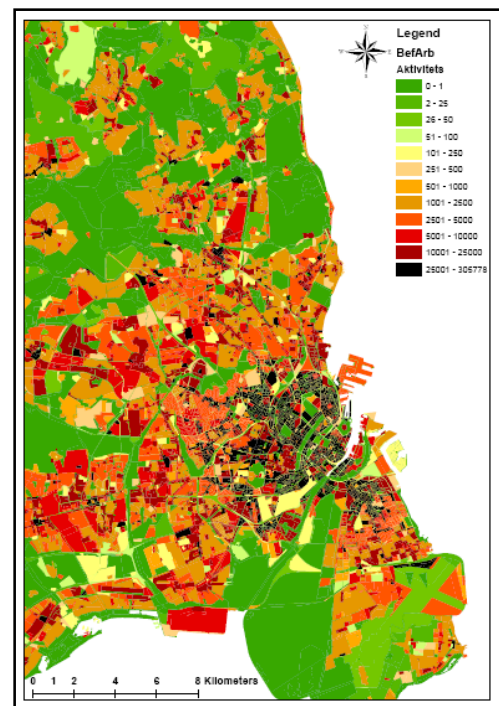 Legend
BefArb
Aktivitets
0 - 1
2 - 25
26 - 50
51 - 100
101 - 250
251 - 500
501 - 1000
1001 - 2500
2501 - 5000
5001 - 10000
10001 - 25000
25001 - 305778
0 1 2 4 6 8 Kilometers